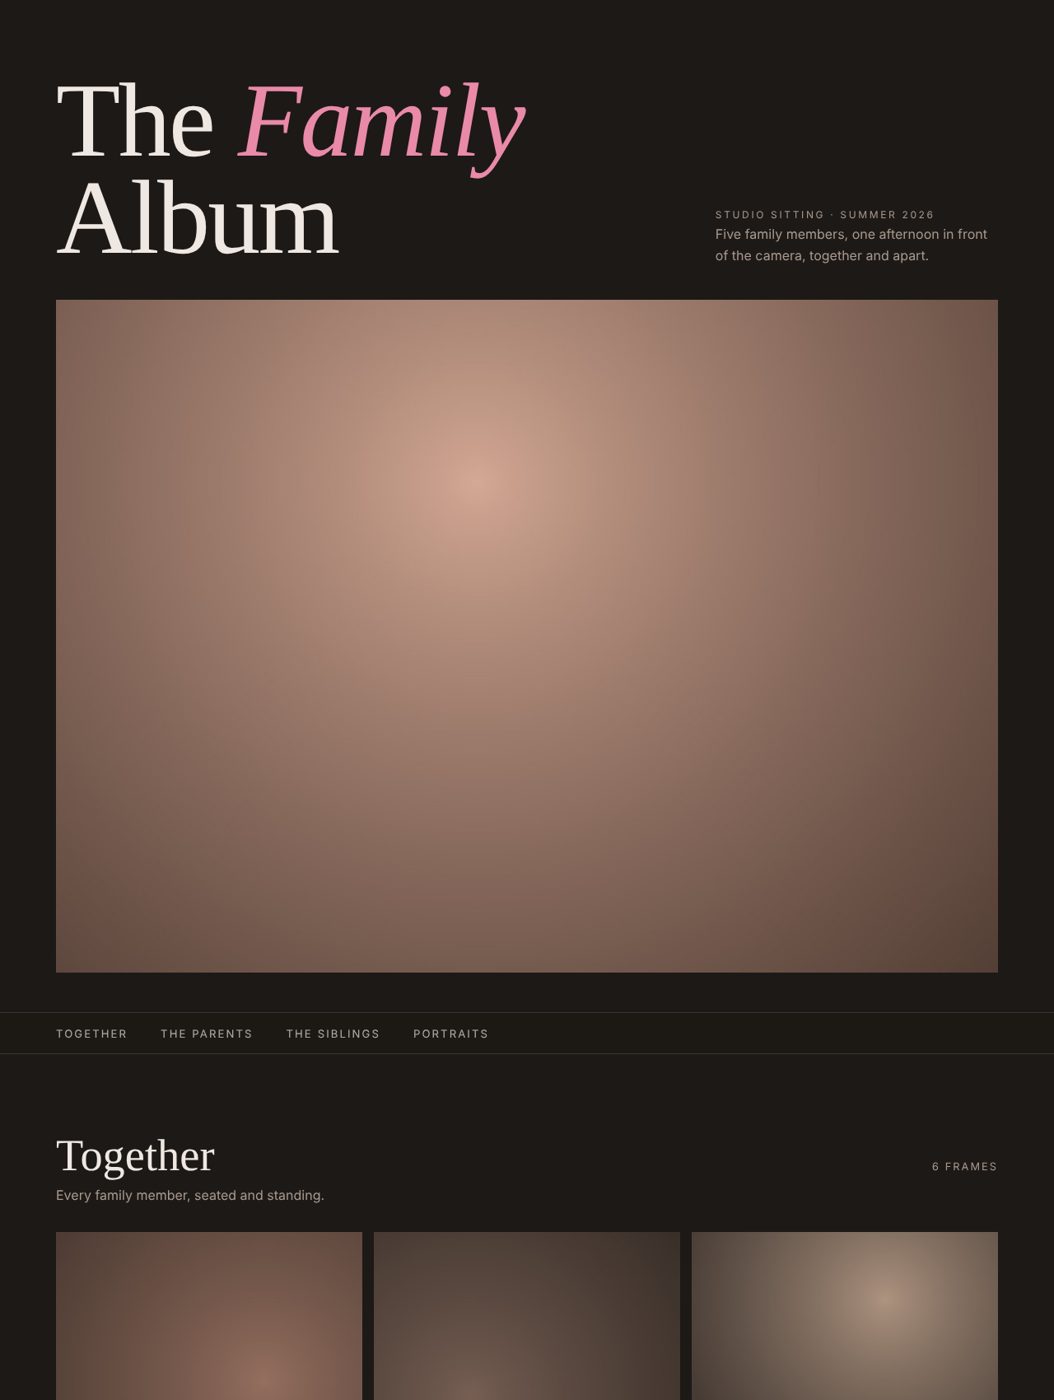 The Family
Album
STUDIO SITTING · SUMMER 2026
Five family members, one afternoon in front
of the camera, together and apart.
TOGETHER THE PARENTS THE SIBLINGS PORTRAITS
Together
6 FRAMES
Every family member, seated and standing.